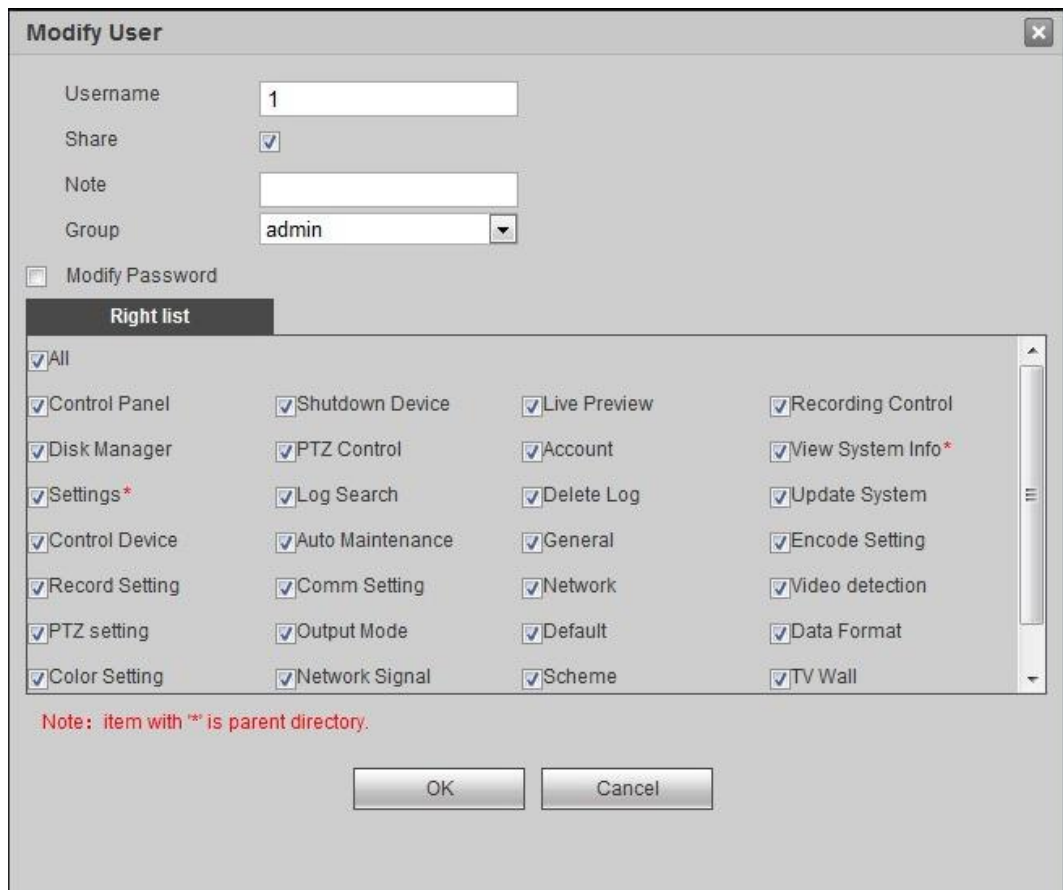 Modify User
Username 1
Share
Note
Group admin
Modify Password
Right list
All
Control Panel Shutdown Device Live Preview Recording Control
Disk Manager PTZ Control Account View System Info*
Settings* Log Search Delete Log Update System
Control Device Auto Maintenance General Encode Setting
Record Setting Comm Setting Network Video detection
PTZ setting Output Mode Default Data Format
Color Setting Network Signal Scheme TV Wall
Note: item with '*' is parent directory.
OK Cancel